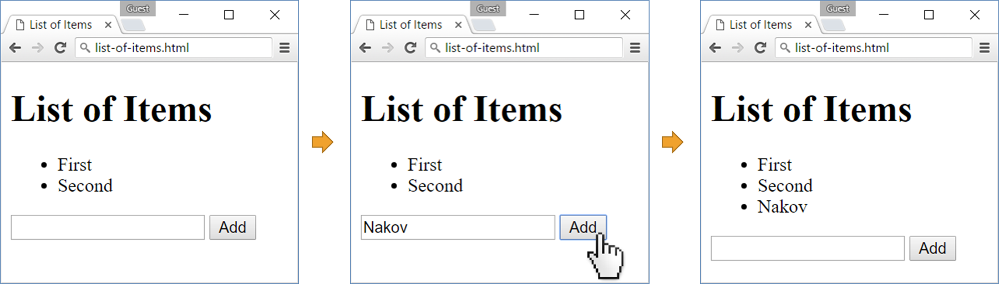 Guest
List of Items
list-of-items.html
List of Items
First
Second
Add
Guest
List of Items
list-of-items.html
List of Items
First
Second
Nakov
Add
Guest
List of Items
list-of-items.html
List of Items
First
Second
Nakov
Add